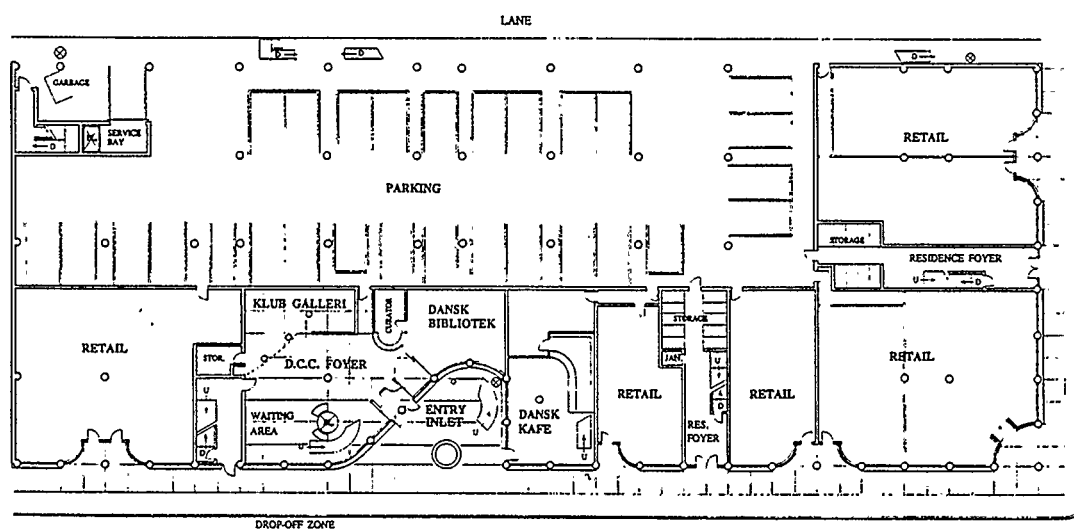 LANE
D
D
D
GARBAGE
SERVICE
BAY
D
RETAIL
PARKING
STORAGE
RESIDENCE FOYER
U
D
KLUB GALLERI
CURATOR
DANSK
BIBLIOTEK
STORAGE
RETAIL
STOR.
D.C.C. FOYER
JAN.
RETAIL
U
U
RETAIL
RETAIL
WAITING
AREA
ENTRY
INLET
DANSK
KAFE
D
RES.
FOYER
U
U
U
D
DROP-OFF ZONE